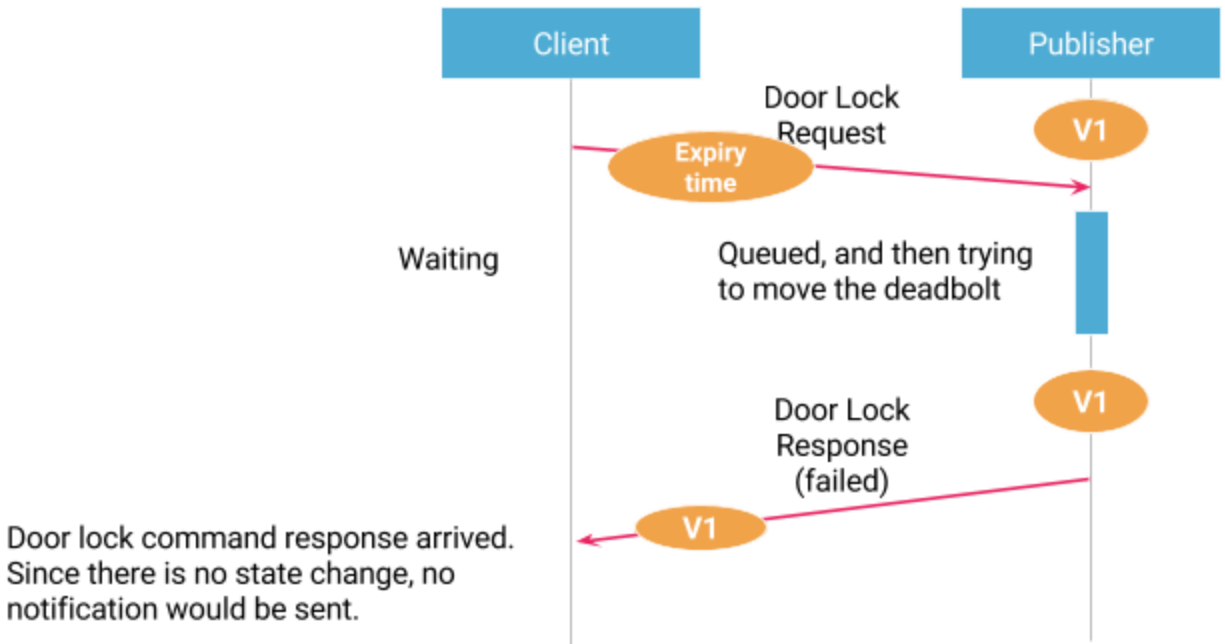 Client
Publisher
Door Lock
Request
V1
Expiry
time
Waiting
Queued, and then trying
to move the deadbolt
V1
Door Lock
Response
(failed)
V1
Door lock command response arrived.
Since there is no state change, no
notification would be sent.